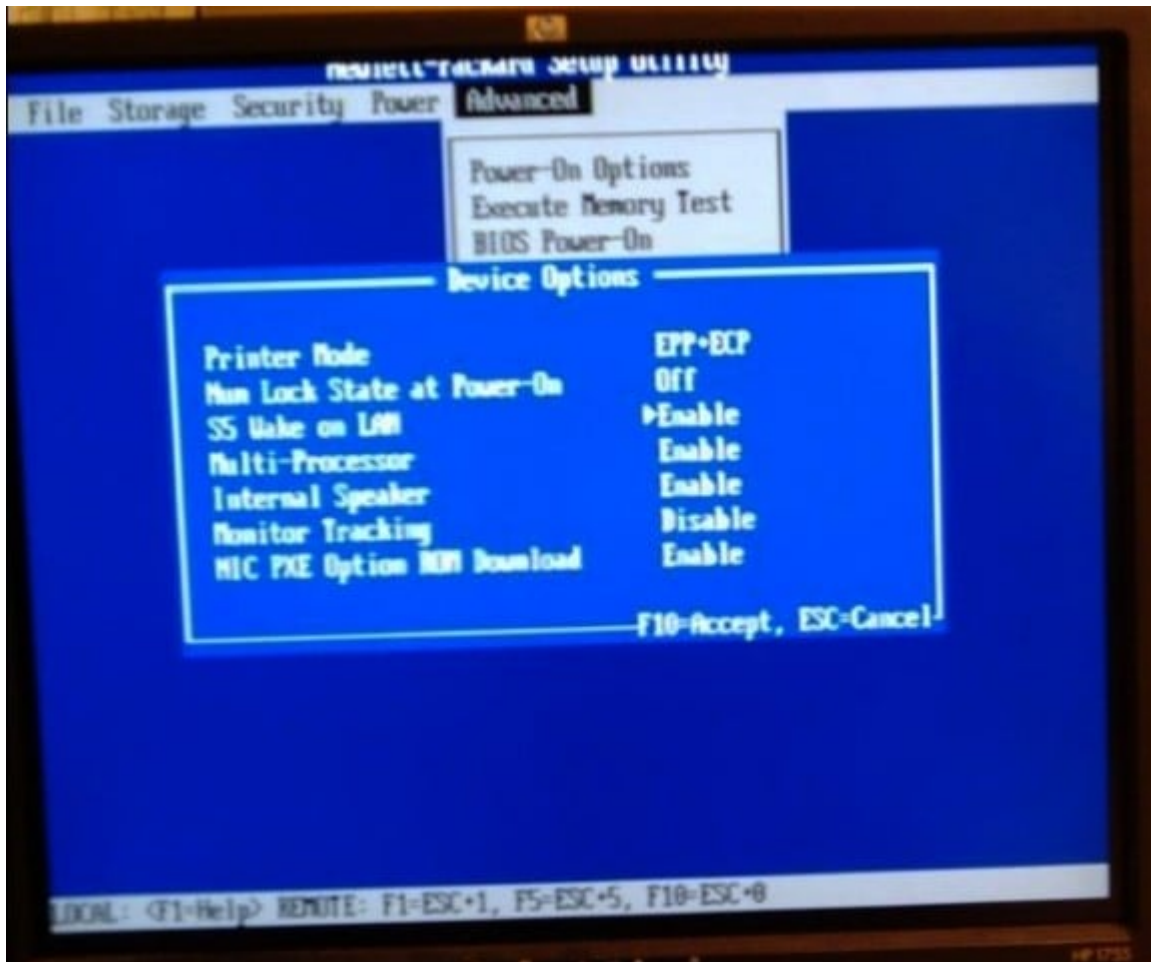 Hewlett-Packard Setup Utility
File Storage Security Power Advanced
Power-On Options
Execute Memory Test
BIOS Power-On
Device Options
Printer Mode EPP+ECP
Num Lock State at Power-On Off
S5 Wake on LAN ▶Enable
Multi-Processor Enable
Internal Speaker Enable
Monitor Tracking Disable
NIC PXE Option ROM Download Enable
F10=Accept, ESC=Cancel
LOCAL: <F1=Help> REMOTE: F1=ESC+1, F5=ESC+5, F10=ESC+0
hp
HP 1755